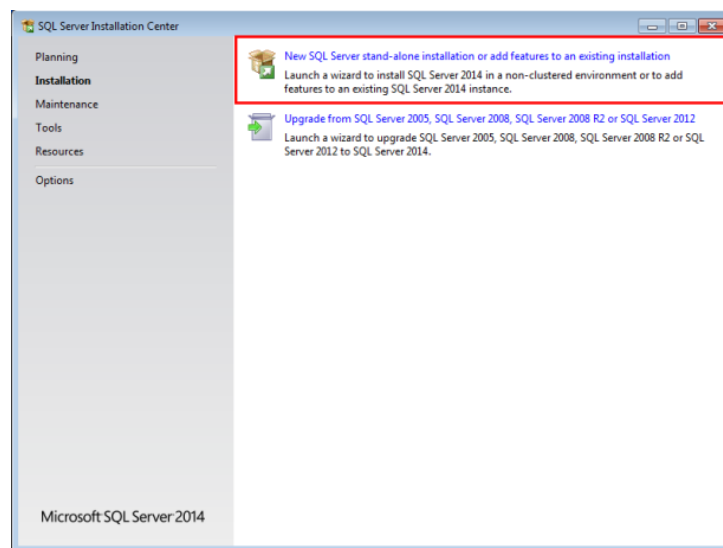 SQL Server Installation Center
Planning
Installation
Maintenance
Tools
Resources
Options
New SQL Server stand-alone installation or add features to an existing installation
Launch a wizard to install SQL Server 2014 in a non-clustered environment or to add
features to an existing SQL Server 2014 instance.
Upgrade from SQL Server 2005, SQL Server 2008, SQL Server 2008 R2 or SQL Server 2012
Launch a wizard to upgrade SQL Server 2005, SQL Server 2008, SQL Server 2008 R2 or SQL
Server 2012 to SQL Server 2014.
Microsoft SQL Server 2014